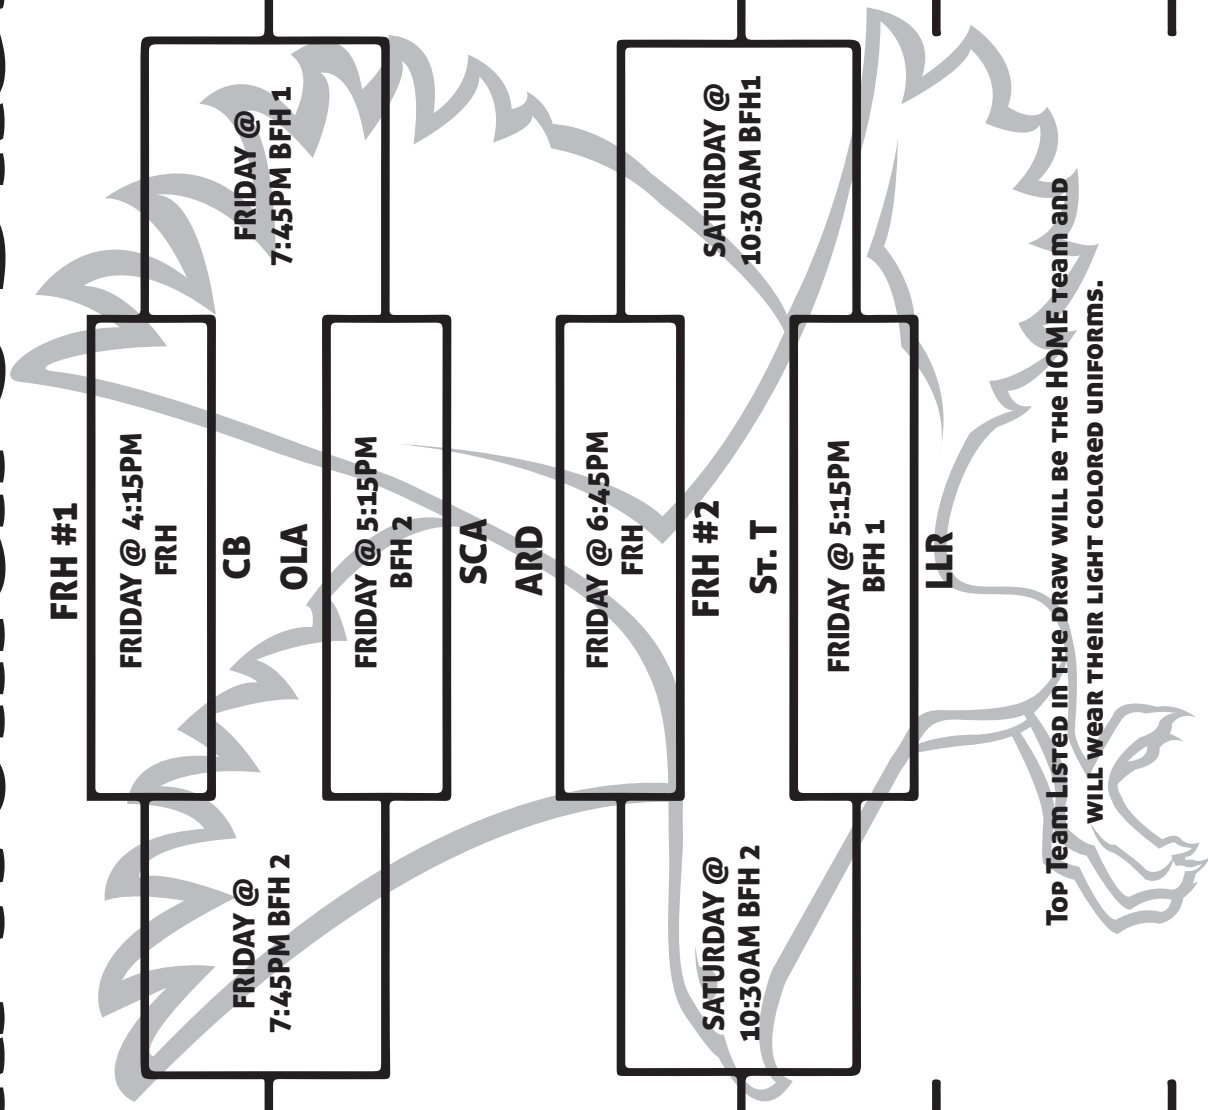 FRH #1
FRIDAY @ 4:15PM
FRH
CB
FRIDAY @
7:45PM BFH 2
FRIDAY @
7:45PM BFH 1
OLA
FRIDAY @ 5:15PM
BFH 2
SCA
ARD
FRIDAY @ 6:45PM
FRH
FRH #2
SATURDAY @
10:30AM BFH 2
SATURDAY @
10:30AM BFH1
St. T
FRIDAY @ 5:15PM
BFH 1
LLR
Top Team Listed in the draw will be the HOME team and
will wear their light colored uniforms.